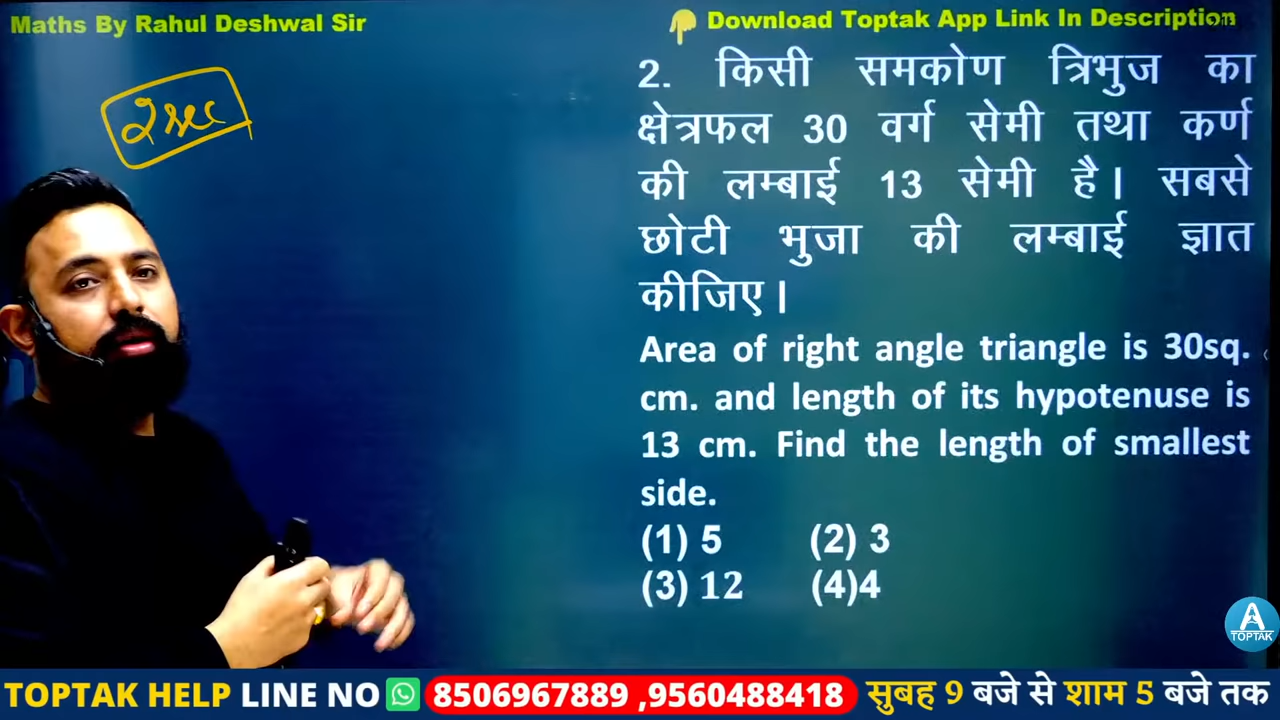 Maths By Rahul Deshwal Sir
Download Toptak App Link In Description
2sec
2. किसी समकोण त्रिभुज का
क्षेत्रफल 30 वर्ग सेमी तथा कर्ण
की लम्बाई 13 सेमी है। सबसे
छोटी भुजा की लम्बाई ज्ञात
कीजिए।
Area of right angle triangle is 30sq.
cm. and length of its hypotenuse is
13 cm. Find the length of smallest
side.
(1) 5 (2) 3
(3) 12 (4)4
A
TOPTAK
TOPTAK HELP LINE NO 8506967889 ,9560488418 सुबह 9 बजे से शाम 5 बजे तक